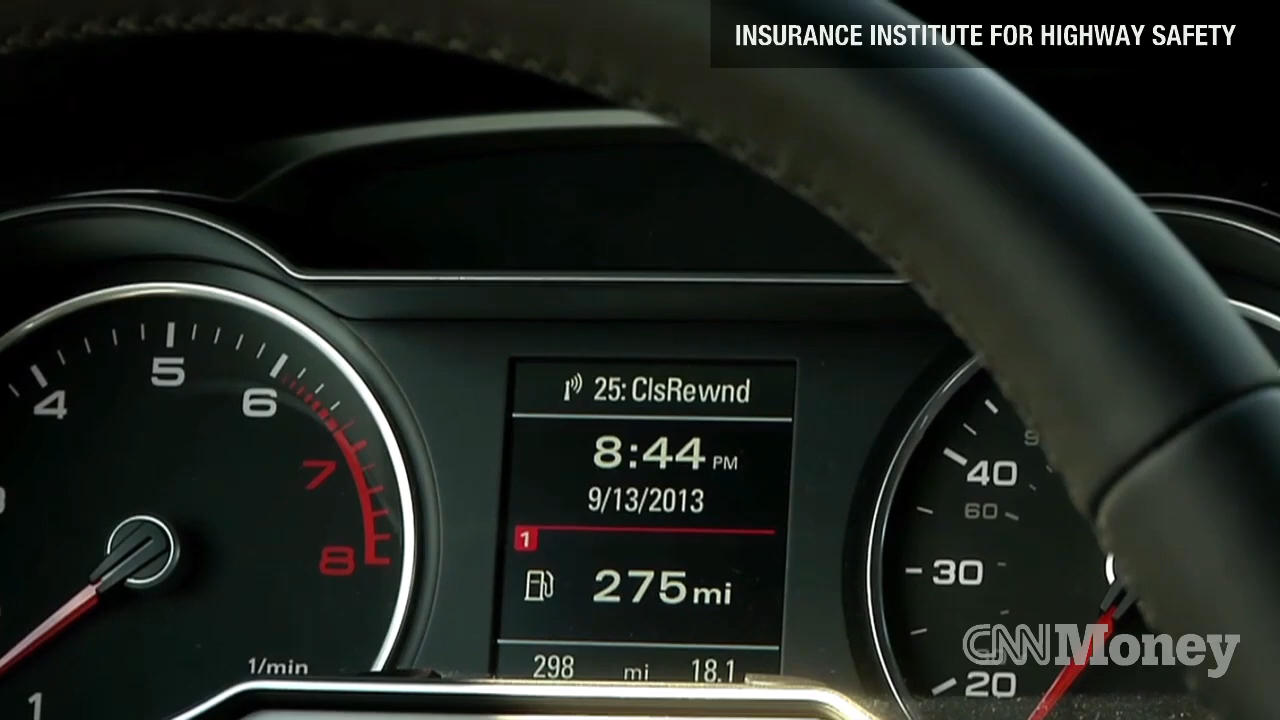 INSURANCE INSTITUTE FOR HIGHWAY SAFETY
25: ClsRewnd
8:44 PM
9/13/2013
1
275 mi
298 mi 18.1
1
4
5
6
7
8
1/min
40
60
30
20
CNNMoney